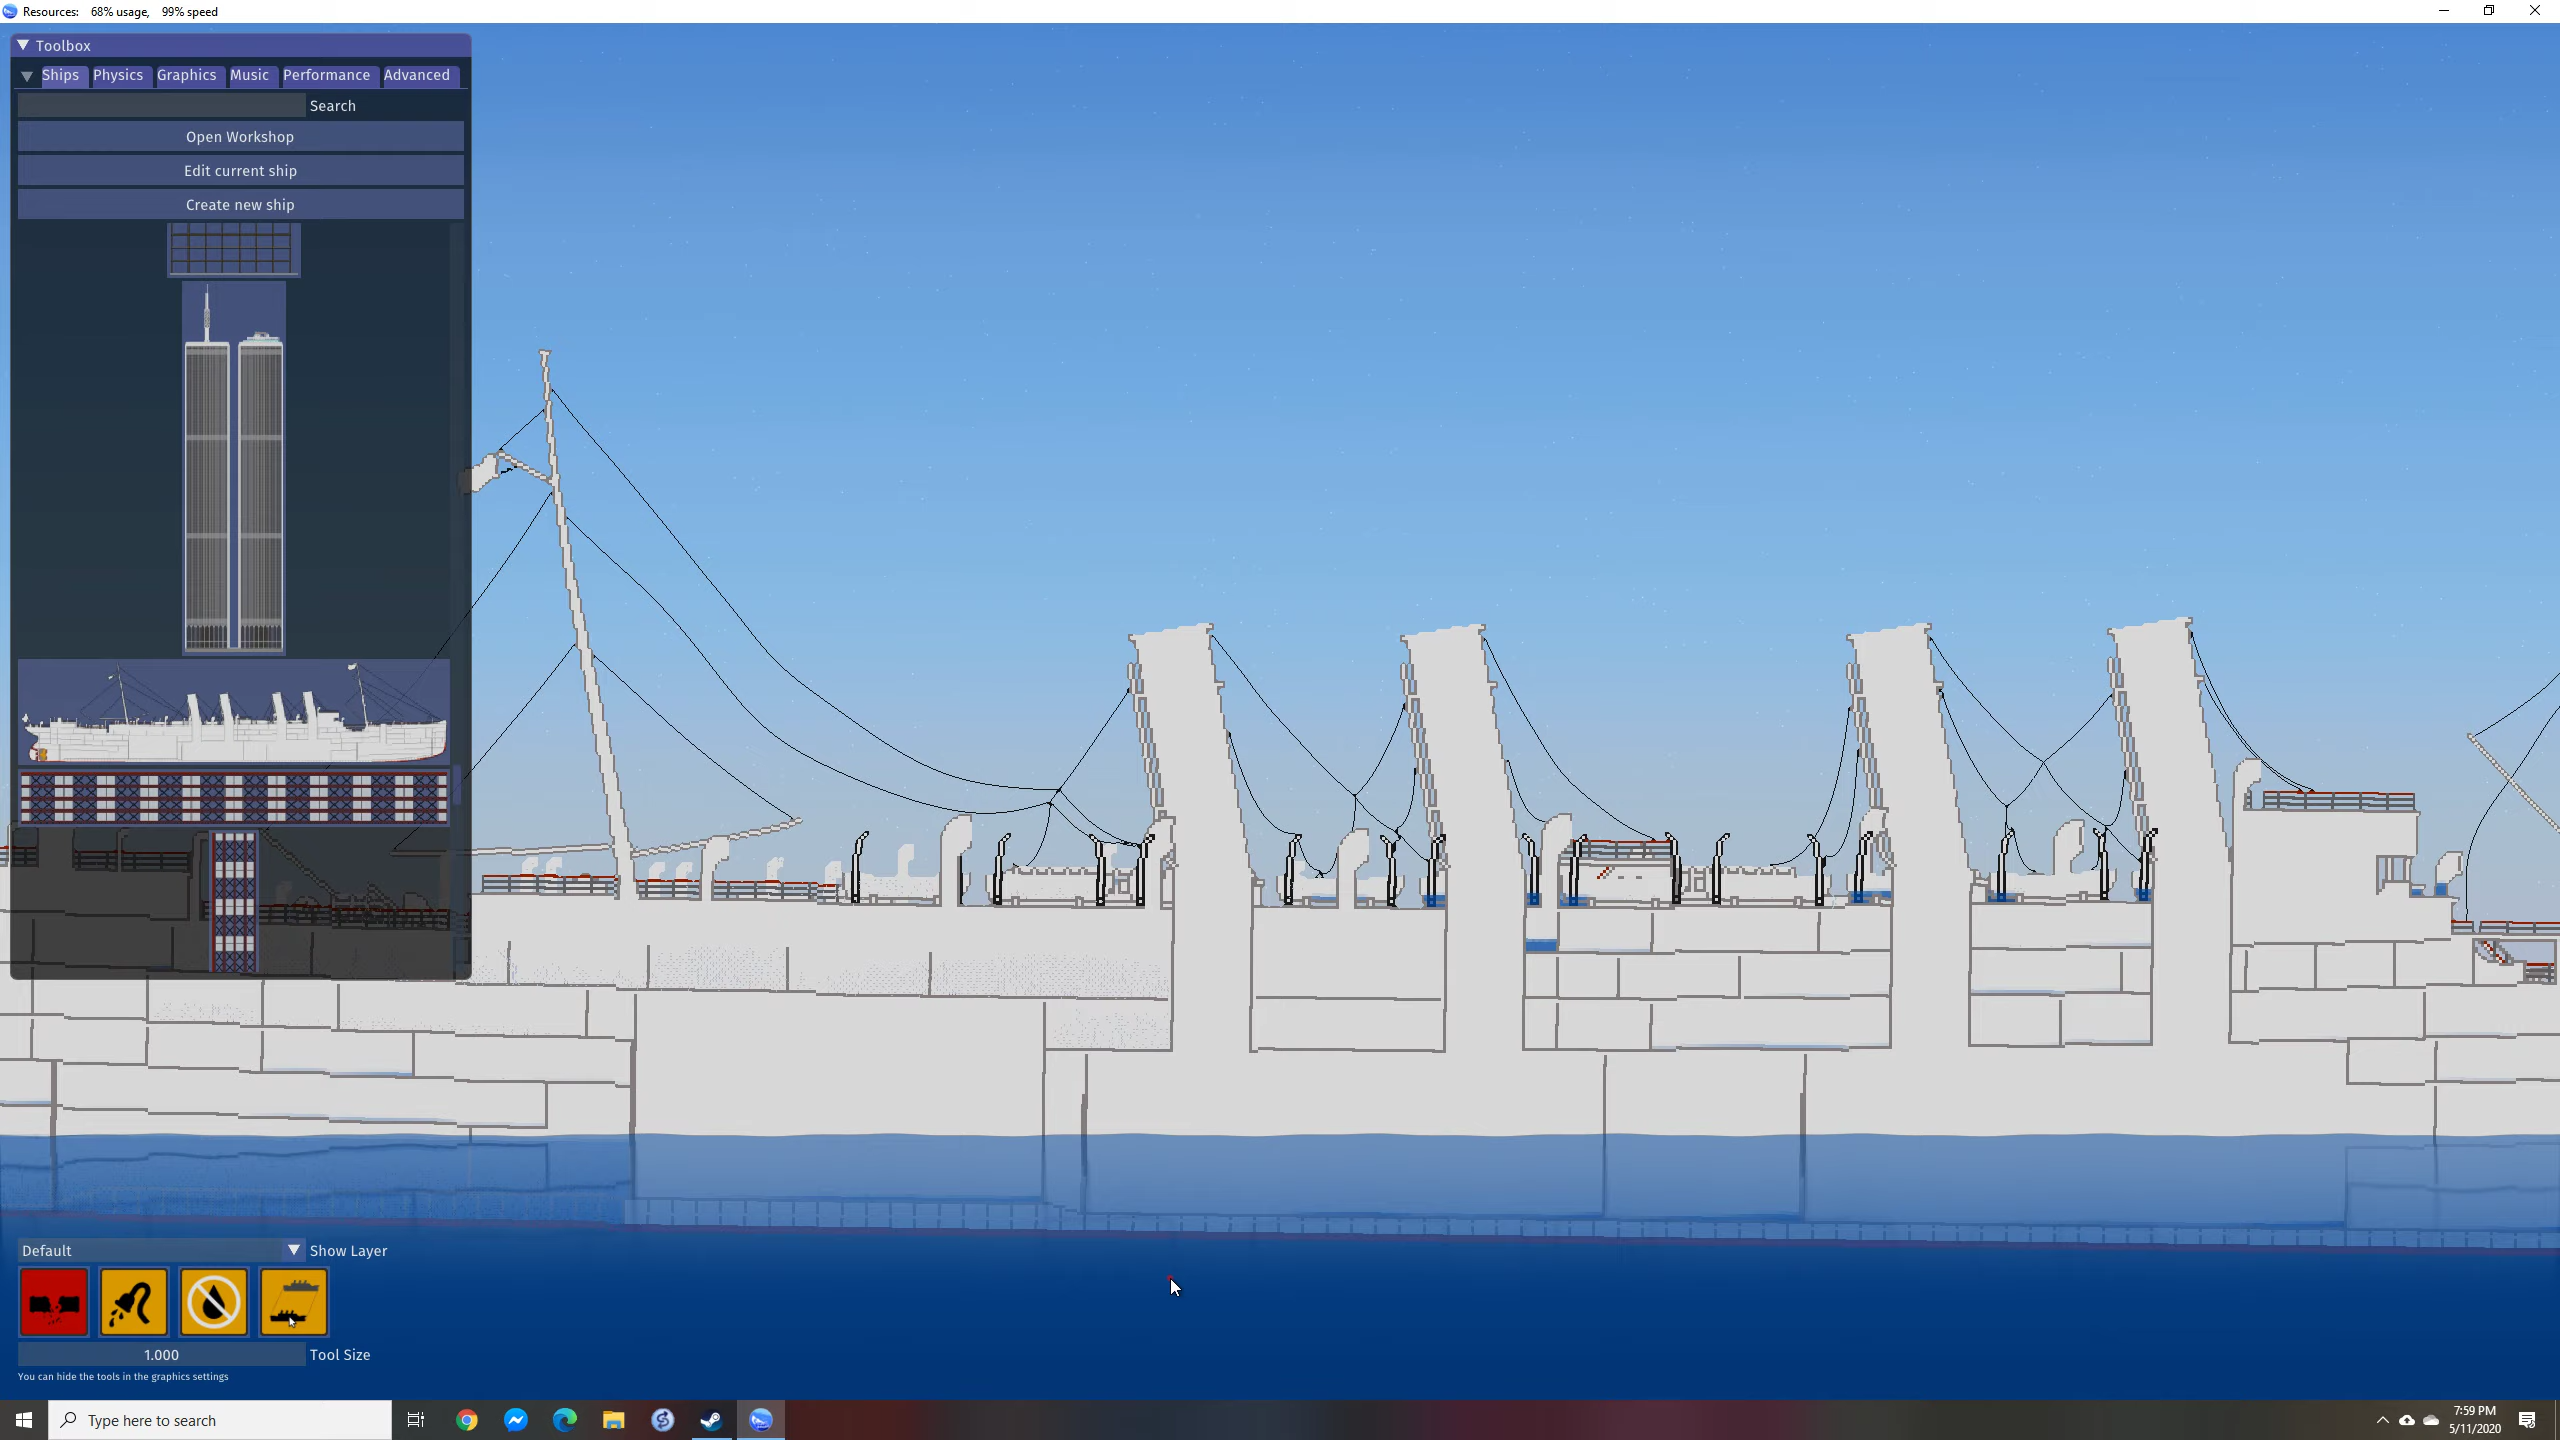 Resources: 68% usage, 99% speed
Toolbox
Ships Physics Graphics Music Performance Advanced
Search
Open Workshop
Edit current ship
Create new ship
Default Show Layer
1.000 Tool Size
You can hide the tools in the graphics settings
Type here to search
7:59 PM
5/11/2020